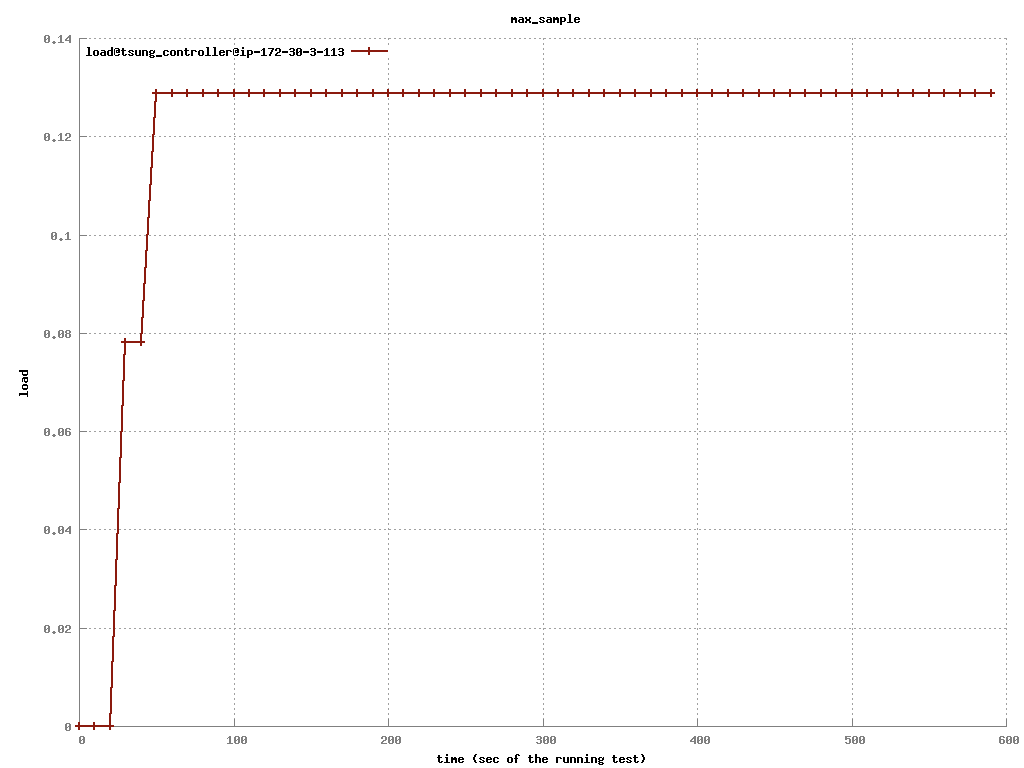 max_sample
load@tsung_controller@ip-172-30-3-113
0.14
0.12
0.1
0.08
0.06
0.04
0.02
0
load
0 100 200 300 400 500 600
time (sec of the running test)